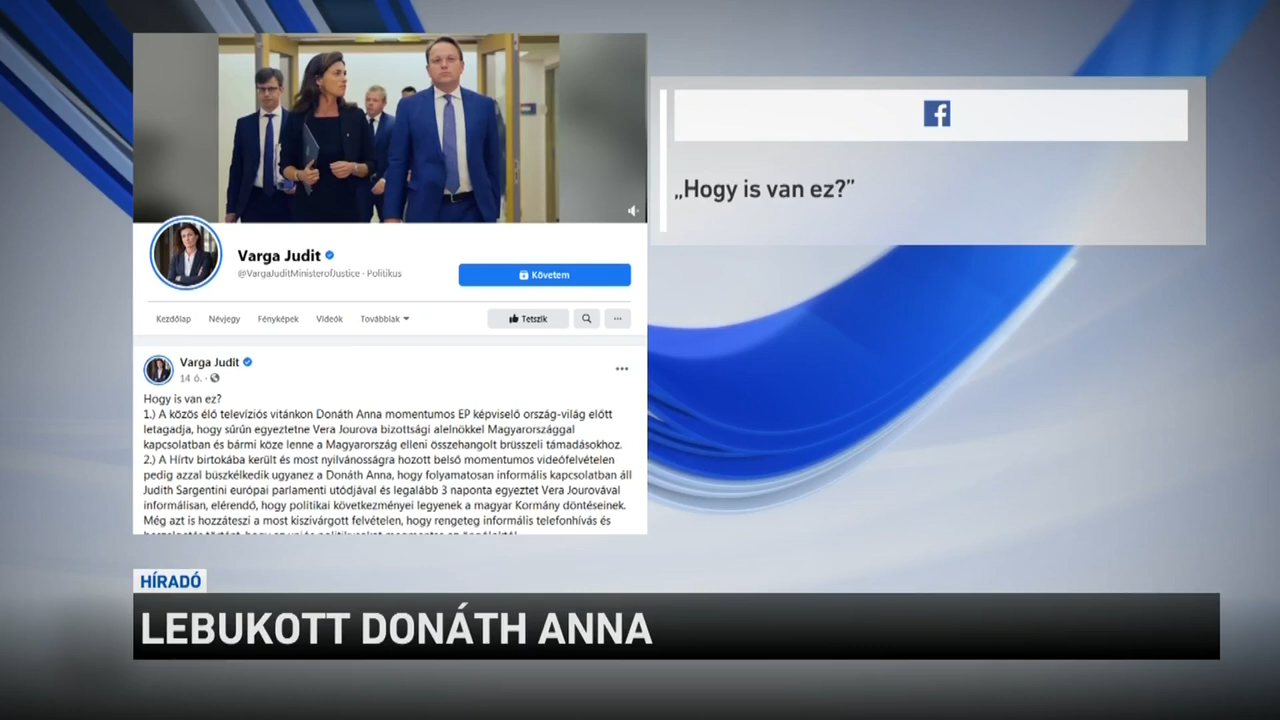 „Hogy is van ez?”
Varga Judit
@VargaJuditMinisterofJustice · Politikus
Követem
Kezdőlap Névjegy Fényképek Videók Továbbiak
Tetszik
Varga Judit
14 ó. ·
Hogy is van ez?
1.) A közös élő televíziós vitánkon Donáth Anna momentumos EP képviselő ország-világ előtt
letagadja, hogy sűrűn egyeztetne Vera Jourova bizottsági alelnökkel Magyarországgal
kapcsolatban és bármi köze lenne a Magyarország elleni összehangolt brüsszeli támadásokhoz.
2.) A Hírtv birtokába került és most nyilvánosságra hozott belső momentumos videófelvételen
pedig azzal büszkélkedik ugyanez a Donáth Anna, hogy folyamatosan informális kapcsolatban áll
Judith Sargentini európai parlamenti utódjával és legalább 3 naponta egyeztet Vera Jourovával
informálisan, elérendő, hogy politikai következményei legyenek a magyar Kormány döntéseinek.
Még azt is hozzáteszi a most kiszivárgott felvételen, hogy rengeteg informális telefonhívás és
HÍRADÓ
LEBUKOTT DONÁTH ANNA